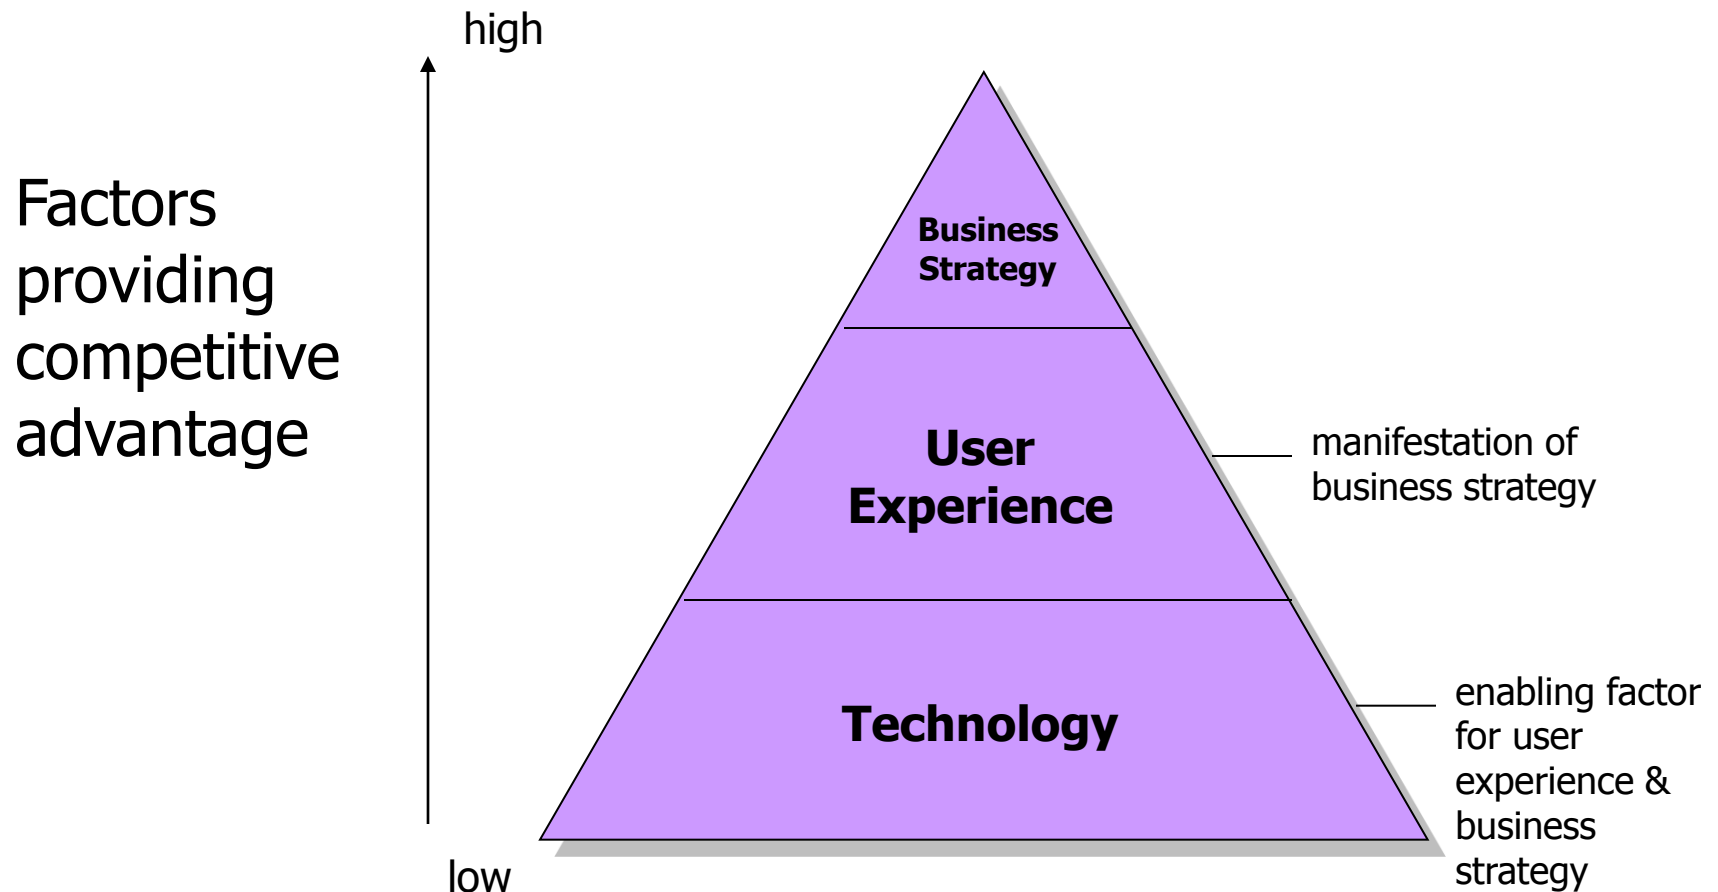 high
Factors
providing
competitive
advantage
Business
Strategy
User
Experience
manifestation of
business strategy
Technology
enabling factor
for user
experience &
business
strategy
low